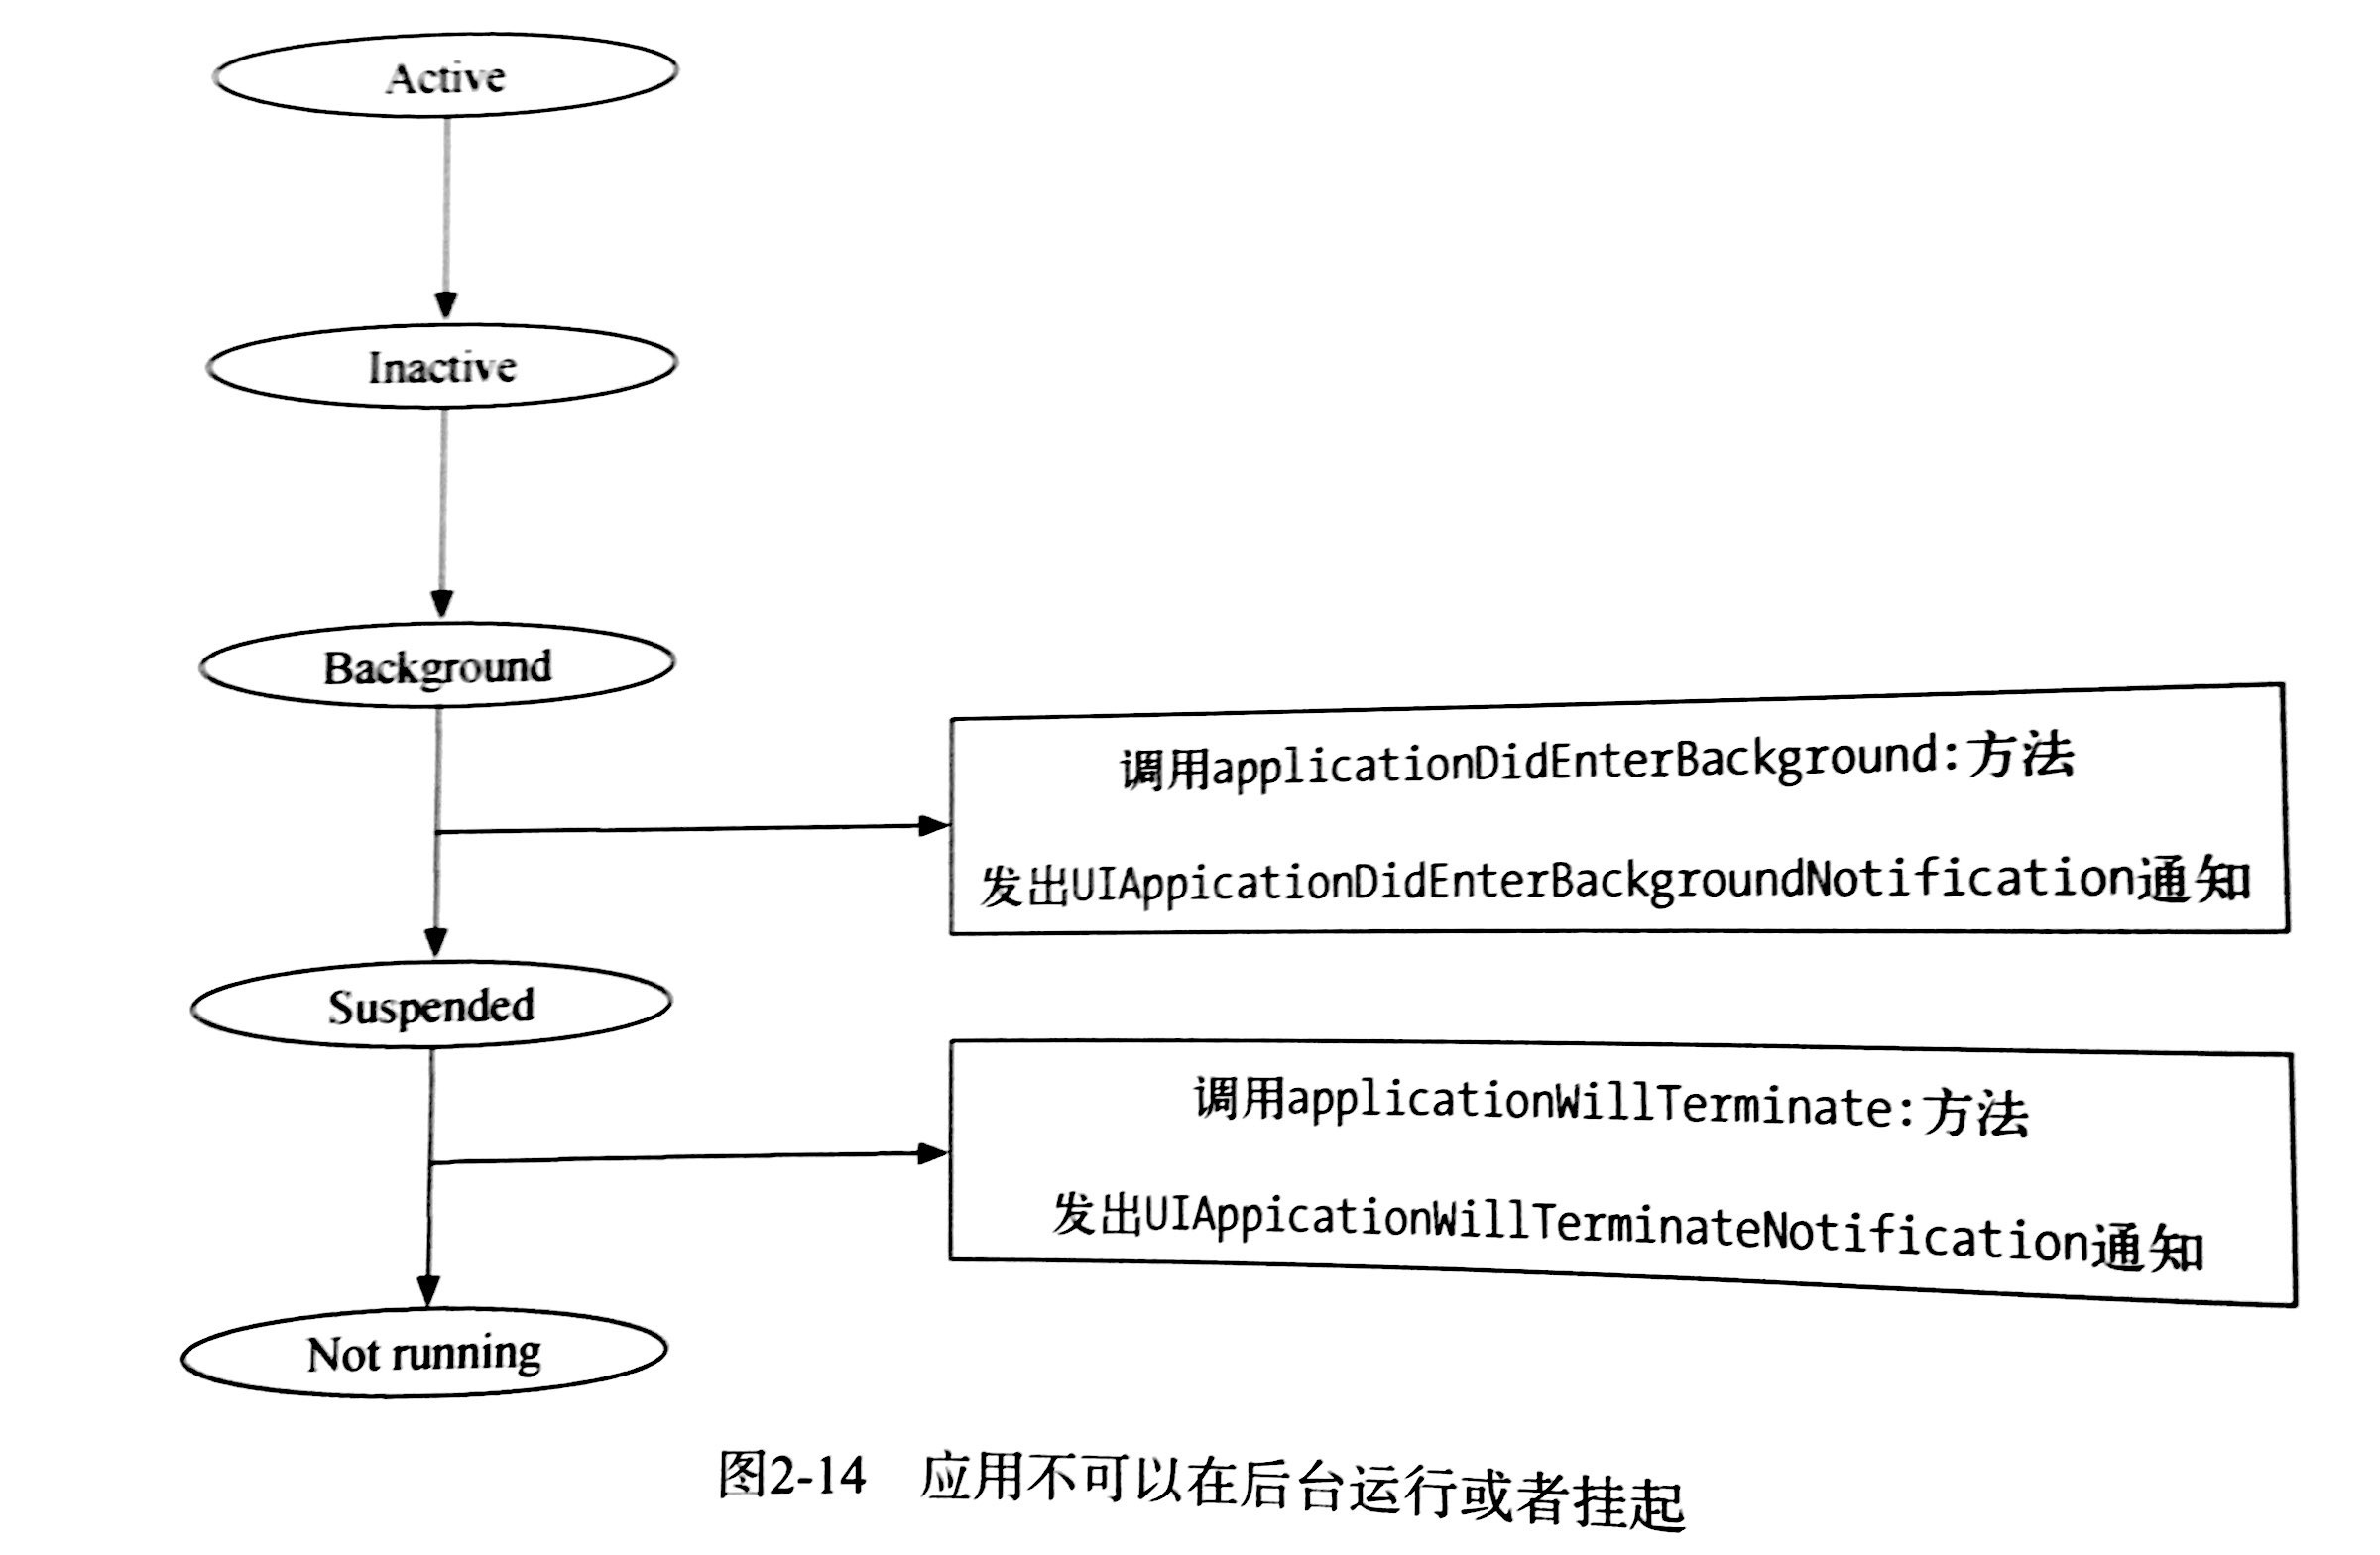 Active
Inactive
Background
调用applicationDidEnterBackground:方法
发出UIAppicationDidEnterBackgroundNotification通知
Suspended
调用applicationWillTerminate:方法
发出UIAppicationWillTerminateNotification通知
Not running
图2-14 应用不可以在后台运行或者挂起